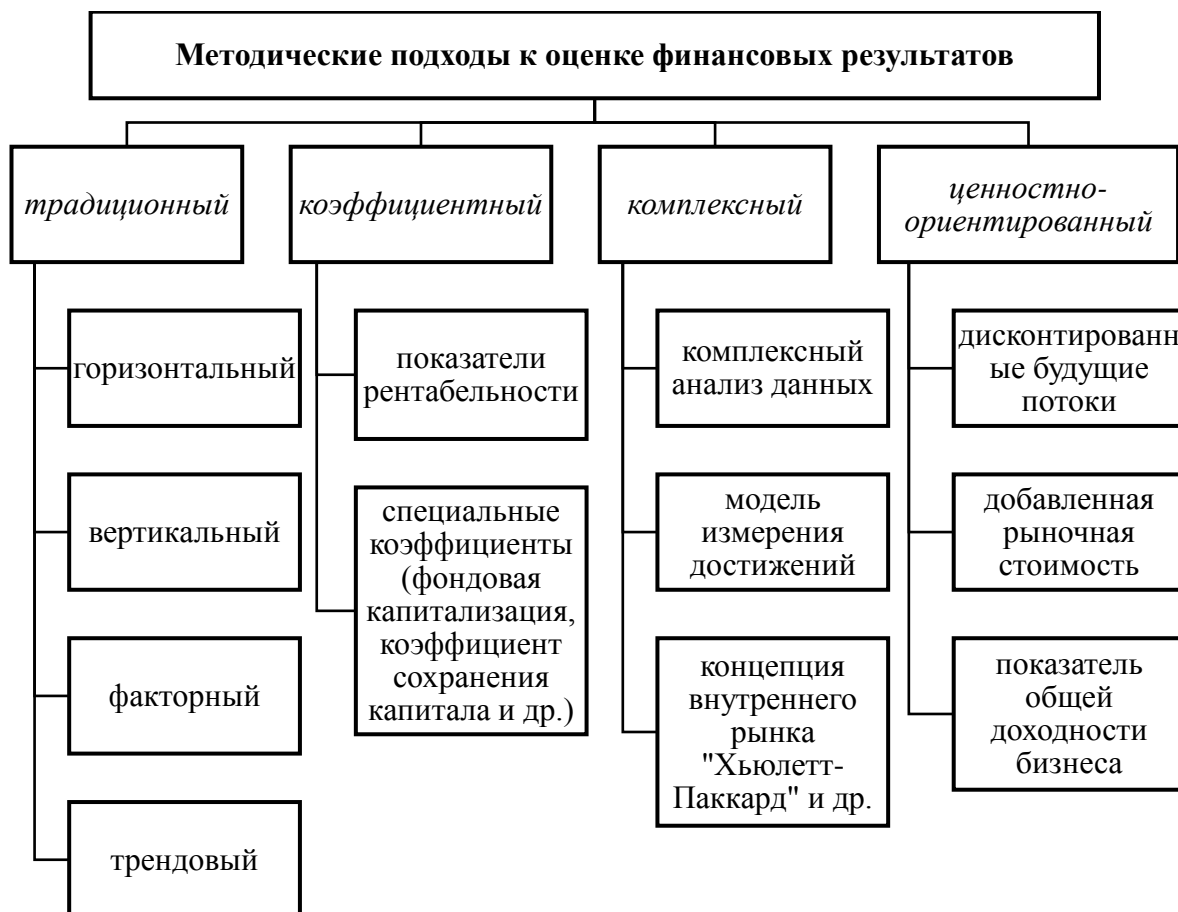 Методические подходы к оценке финансовых результатов
традиционный
горизонтальный
вертикальный
факторный
трендовый
коэффициентный
показатели
рентабельности
специальные
коэффициенты
(фондовая
капитализация,
коэффициент
сохранения
капитала и др.)
комплексный
комплексный
анализ данных
модель
измерения
достижений
концепция
внутреннего
рынка
"Хьюлетт-
Паккард" и др.
ценностно-
ориентированный
дисконтированн
ые будущие
потоки
добавленная
рыночная
стоимость
показатель
общей
доходности
бизнеса